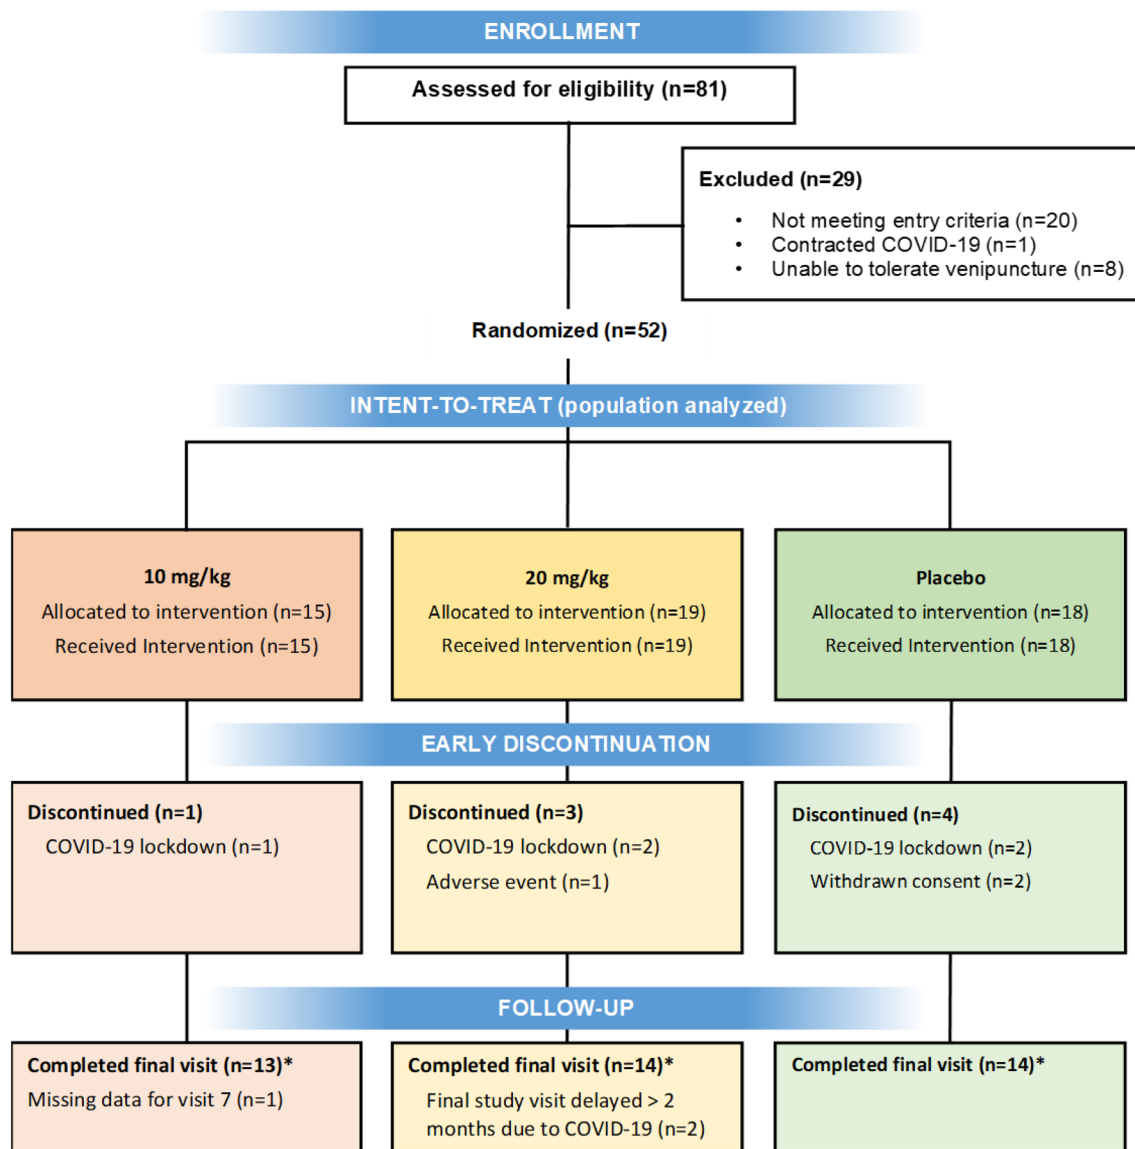 ENROLLMENT
Assessed for eligibility (n=81)
Excluded (n=29)
• Not meeting entry criteria (n=20)
• Contracted COVID-19 (n=1)
• Unable to tolerate venipuncture (n=8)
Randomized (n=52)
INTENT-TO-TREAT (population analyzed)
10 mg/kg
Allocated to intervention (n=15)
Received Intervention (n=15)
20 mg/kg
Allocated to intervention (n=19)
Received Intervention (n=19)
Placebo
Allocated to intervention (n=18)
Received Intervention (n=18)
EARLY DISCONTINUATION
Discontinued (n=1)
COVID-19 lockdown (n=1)
Discontinued (n=3)
COVID-19 lockdown (n=2)
Adverse event (n=1)
Discontinued (n=4)
COVID-19 lockdown (n=2)
Withdrawn consent (n=2)
FOLLOW-UP
Completed final visit (n=13)*
Missing data for visit 7 (n=1)
Completed final visit (n=14)*
Final study visit delayed > 2
months due to COVID-19 (n=2)
Completed final visit (n=14)*